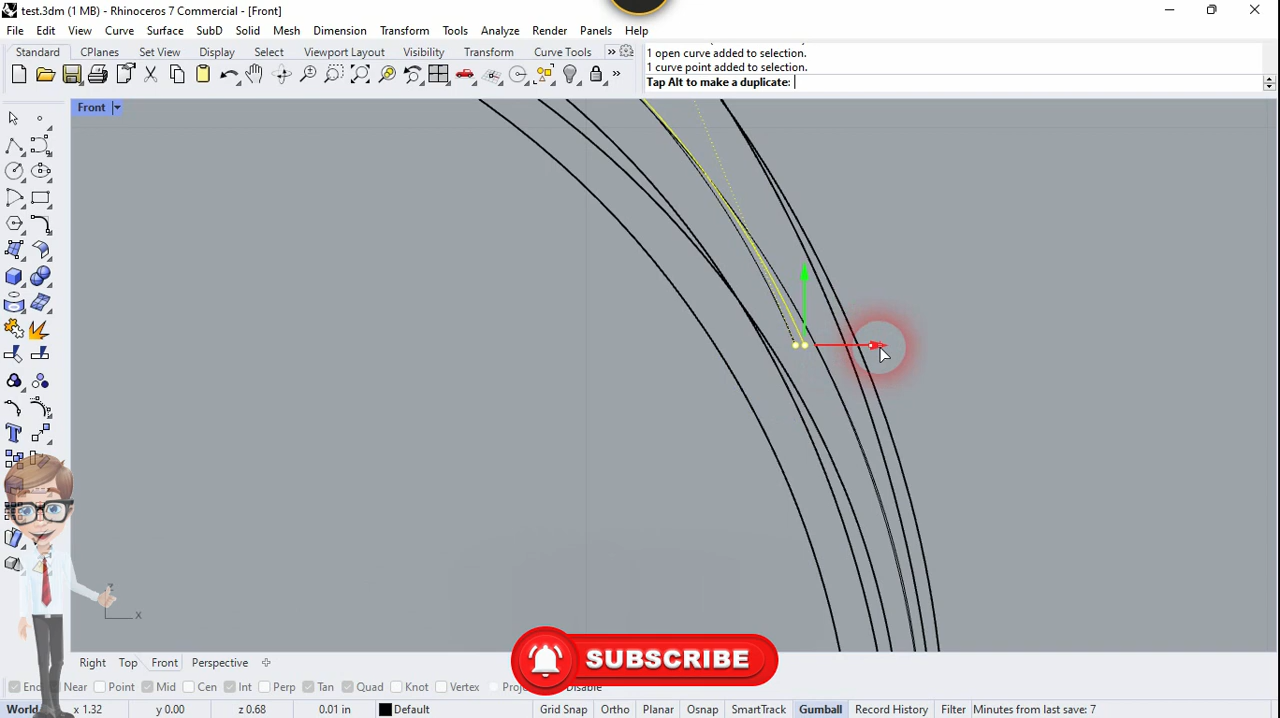 test.3dm (1 MB) - Rhinoceros 7 Commercial - [Front]
File Edit View Curve Surface SubD Solid Mesh Dimension Transform Tools Analyze Render Panels Help
Standard CPlanes Set View Display Select Viewport Layout Visibility Transform Curve Tools »
1 open curve added to selection.
1 curve point added to selection.
Tap Alt to make a duplicate:
Front
x
Right Top Front Perspective
SUBSCRIBE
End Near Point Mid Cen Int Perp Tan Quad Knot Vertex Disable
World x 1.32 y 0.00 z 0.68 0.01 in Default Grid Snap Ortho Planar Osnap SmartTrack Gumball Record History Filter Minutes from last save: 7